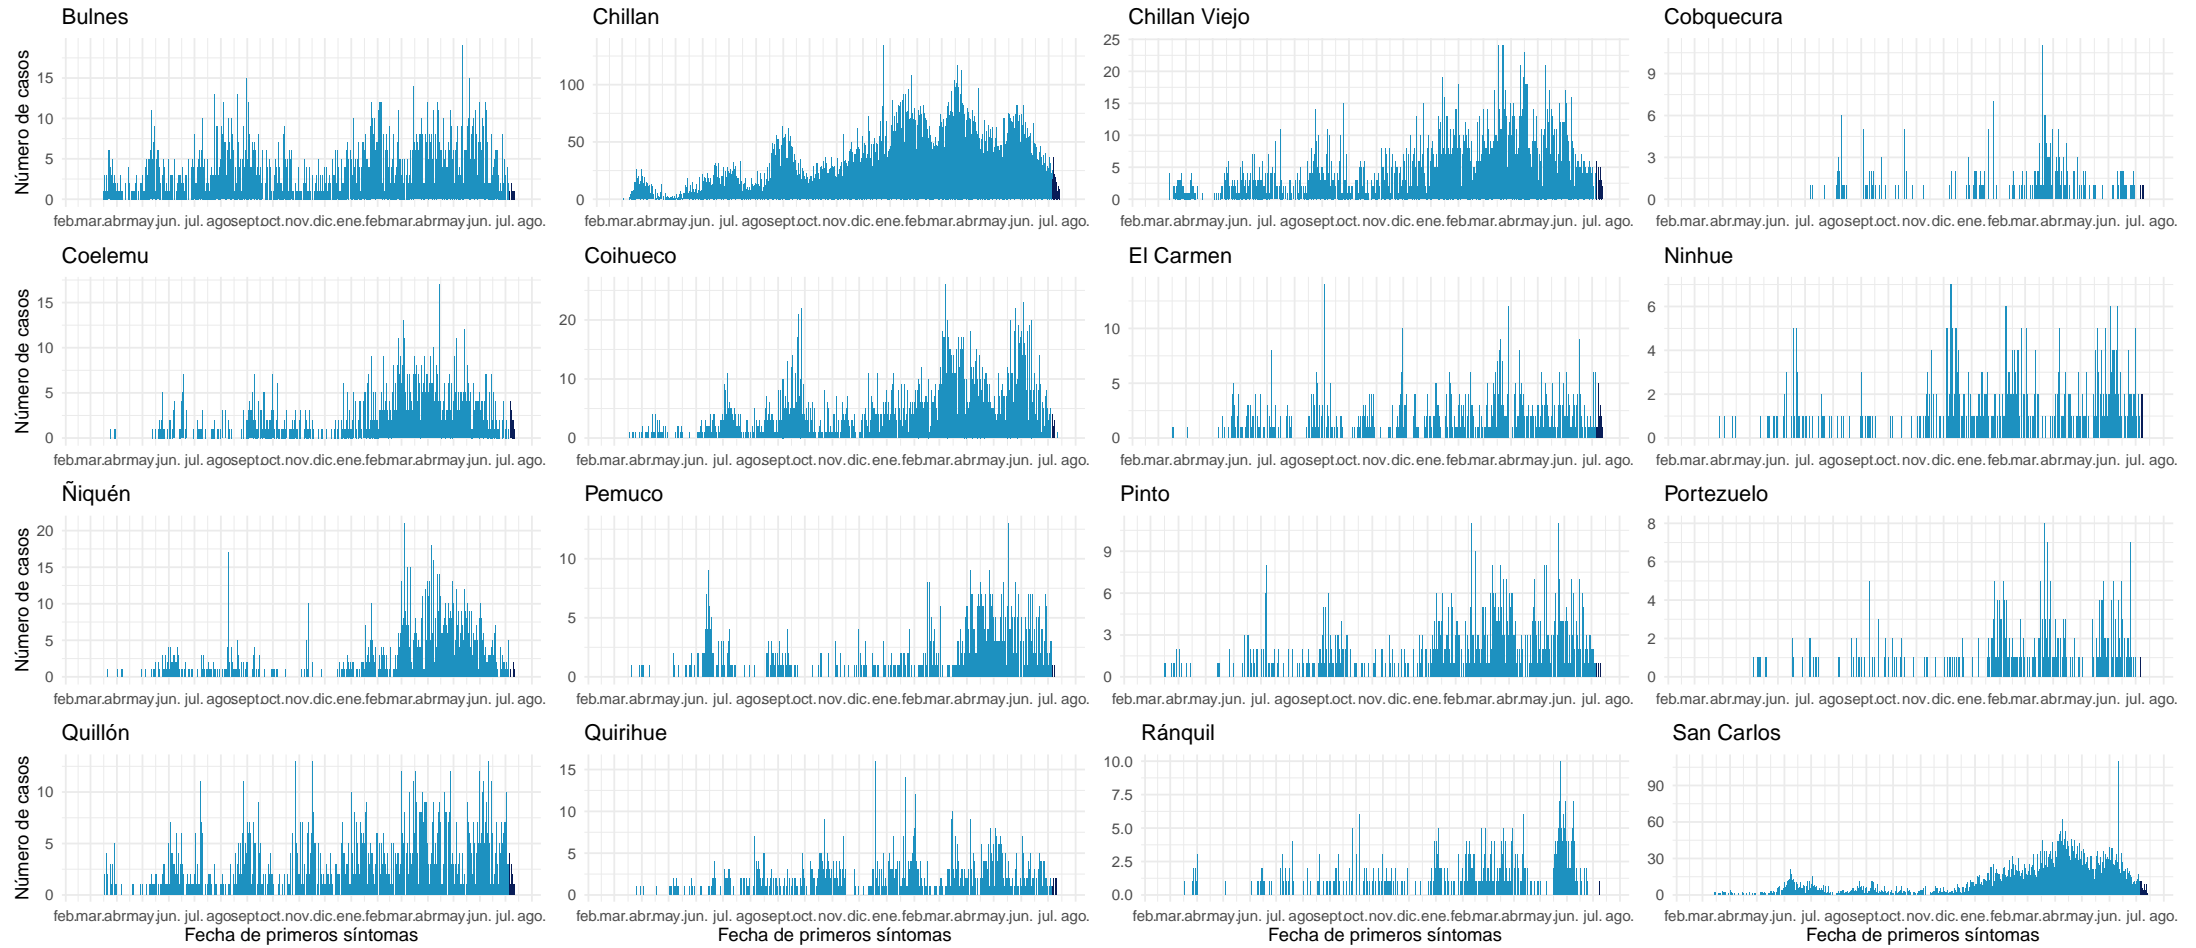 Bulnes
Chillan
Chillan Viejo
Cobquecura
Número de casos
15
10
5
0
feb.mar.abr.may.jun. jul. agosept.oct.nov.dic.ene.feb.mar.abr.may.jun. jul. ago.
100
50
0
feb.mar.abr.may.jun. jul. agosept.oct.nov.dic.ene.feb.mar.abr.may.jun. jul. ago.
25
20
15
10
5
0
feb.mar.abr.may.jun. jul. agosept.oct.nov.dic.ene.feb.mar.abr.may.jun. jul. ago.
9
6
3
0
feb.mar.abr.may.jun. jul. agosept.oct.nov.dic.ene.feb.mar.abr.may.jun. jul. ago.
Coelemu
Coihueco
El Carmen
Ninhue
Número de casos
15
10
5
0
feb.mar.abr.may.jun. jul. agosept.oct.nov.dic.ene.feb.mar.abr.may.jun. jul. ago.
20
10
0
feb.mar.abr.may.jun. jul. agosept.oct.nov.dic.ene.feb.mar.abr.may.jun. jul. ago.
10
5
0
feb.mar.abr.may.jun. jul. agosept.oct.nov.dic.ene.feb.mar.abr.may.jun. jul. ago.
6
4
2
0
feb.mar.abr.may.jun. jul. agosept.oct.nov.dic.ene.feb.mar.abr.may.jun. jul. ago.
Ñiquén
Pemuco
Pinto
Portezuelo
Número de casos
20
15
10
5
0
feb.mar.abr.may.jun. jul. agosept.oct.nov.dic.ene.feb.mar.abr.may.jun. jul. ago.
10
5
0
feb.mar.abr.may.jun. jul. agosept.oct.nov.dic.ene.feb.mar.abr.may.jun. jul. ago.
9
6
3
0
feb.mar.abr.may.jun. jul. agosept.oct.nov.dic.ene.feb.mar.abr.may.jun. jul. ago.
8
6
4
2
0
feb.mar.abr.may.jun. jul. agosept.oct.nov.dic.ene.feb.mar.abr.may.jun. jul. ago.
Quillón
Quirihue
Ránquil
San Carlos
Número de casos
10
5
0
feb.mar.abr.may.jun. jul. agosept.oct.nov.dic.ene.feb.mar.abr.may.jun. jul. ago.
Fecha de primeros síntomas
15
10
5
0
feb.mar.abr.may.jun. jul. agosept.oct.nov.dic.ene.feb.mar.abr.may.jun. jul. ago.
Fecha de primeros síntomas
10.0
7.5
5.0
2.5
0.0
feb.mar.abr.may.jun. jul. agosept.oct.nov.dic.ene.feb.mar.abr.may.jun. jul. ago.
Fecha de primeros síntomas
90
60
30
0
feb.mar.abr.may.jun. jul. agosept.oct.nov.dic.ene.feb.mar.abr.may.jun. jul. ago.
Fecha de primeros síntomas